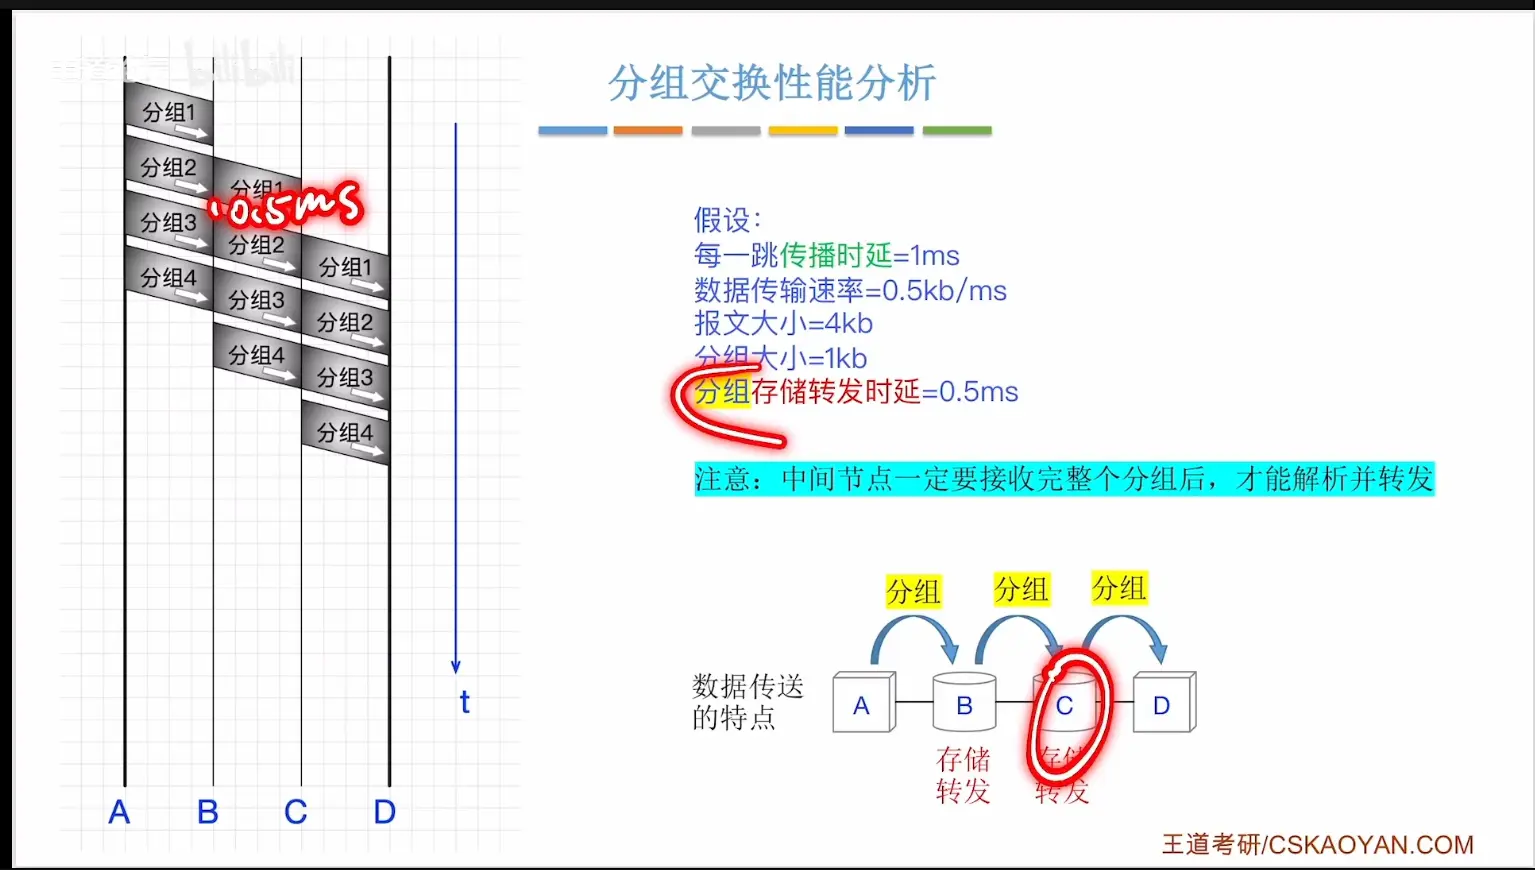 bilibili
分组交换性能分析
分组1
分组2
分组3
分组4
分组1
分组2
分组3
分组4
分组1
分组2
分组3
分组4
0.5ms
t
A B C D
假设：
每一跳传播时延=1ms
数据传输速率=0.5kb/ms
报文大小=4kb
分组大小=1kb
分组存储转发时延=0.5ms
注意：中间节点一定要接收完整个分组后，才能解析并转发
分组 分组 分组
数据传送
的特点
A B C D
存储 存储
转发 转发
王道考研/CSKAOYAN.COM